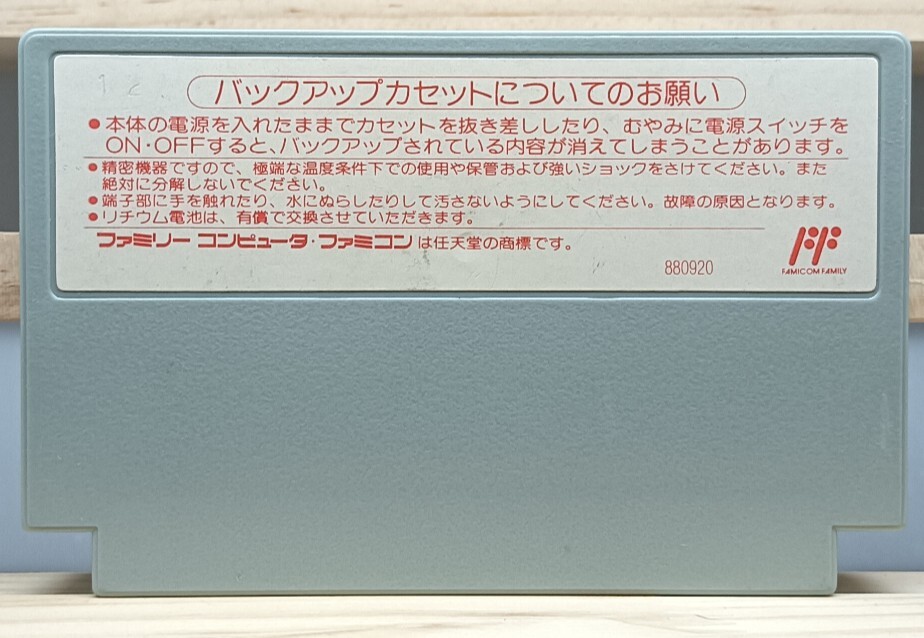 バックアップカセットについてのお願い
●本体の電源を入れたままでカセットを抜き差ししたり、むやみに電源スイッチを
ON・OFFすると、バックアップされている内容が消えてしまうことがあります。
●精密機器ですので、極端な温度条件下での使用や保管および強いショックをさけてください。また
絶対に分解しないでください。
●端子部に手を触れたり、水にぬらしたりして汚さないようにしてください。故障の原因となります。
●リチウム電池は、有償で交換させていただきます。
ファミリー コンピュータ・ファミコンは任天堂の商標です。
FAMICOM FAMILY
880920